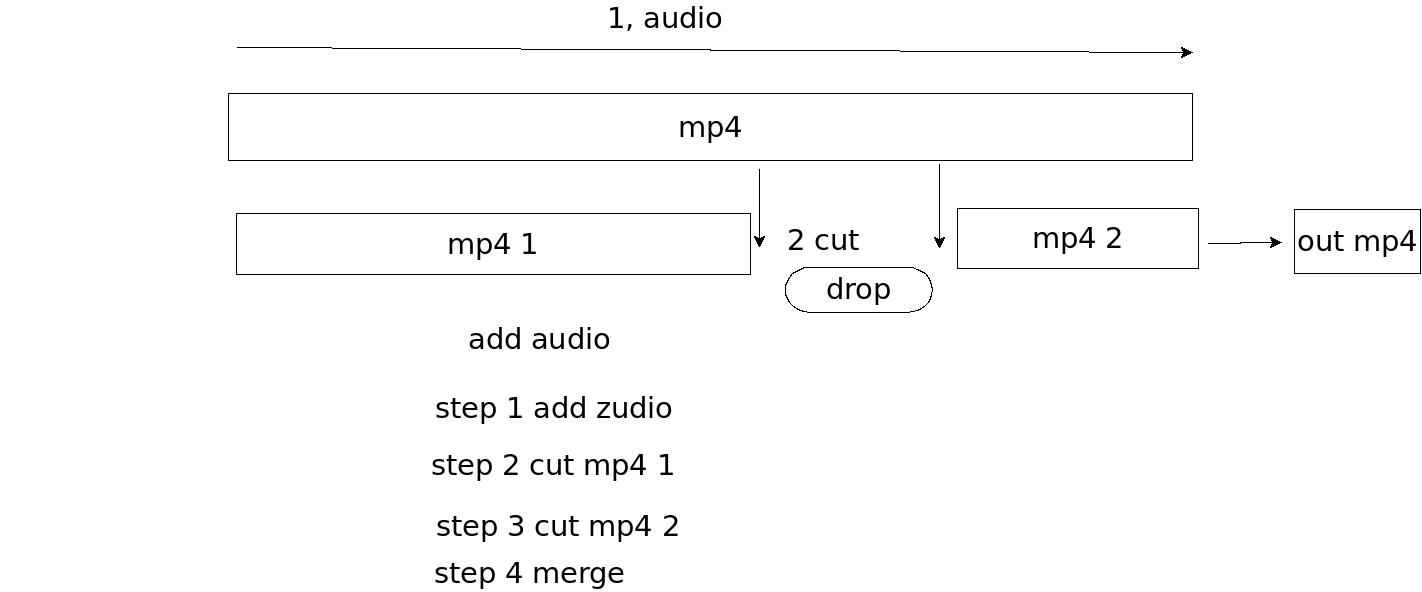 1, audio
mp4
mp4 1
2 cut
mp4 2
out mp4
drop
add audio
step 1 add zudio
step 2 cut mp4 1
step 3 cut mp4 2
step 4 merge